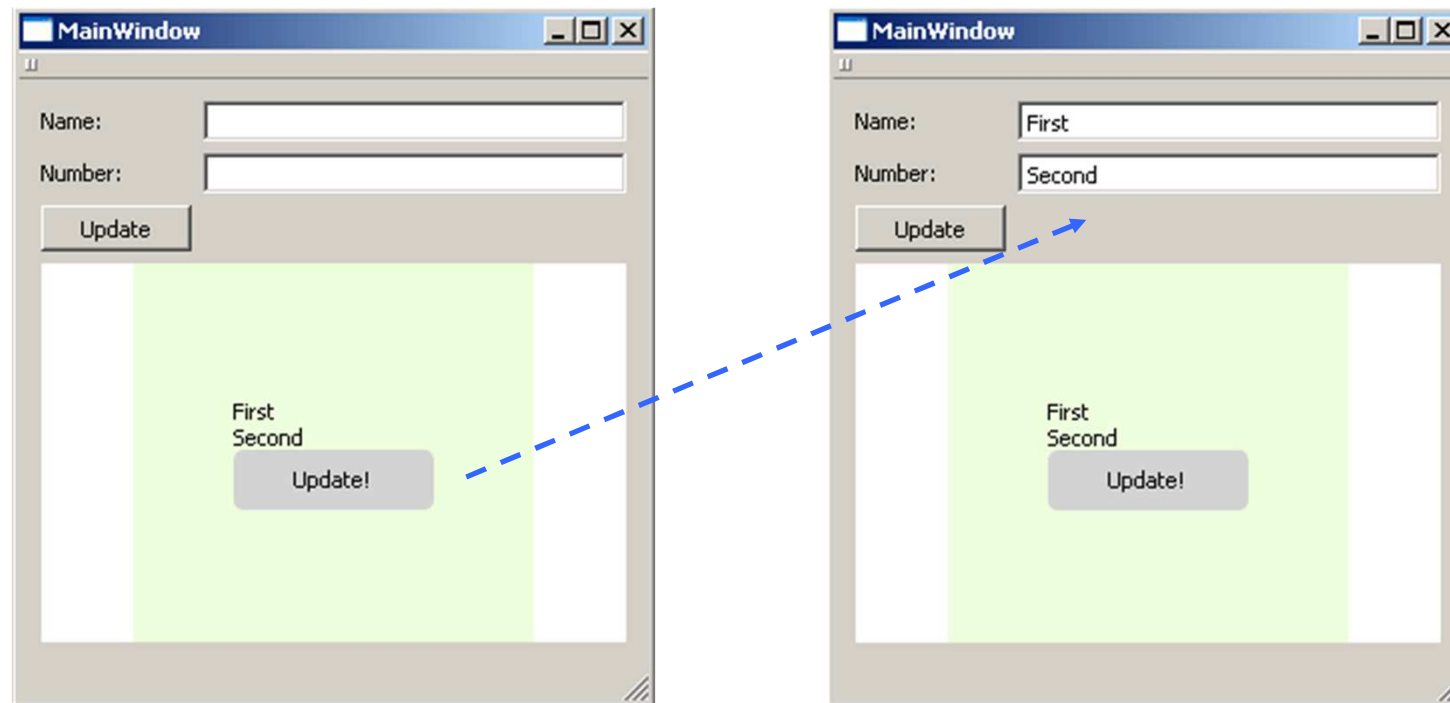 MainWindow
Name:
Number:
Update
First
Second
Update!
MainWindow
Name: First
Number: Second
Update
First
Second
Update!